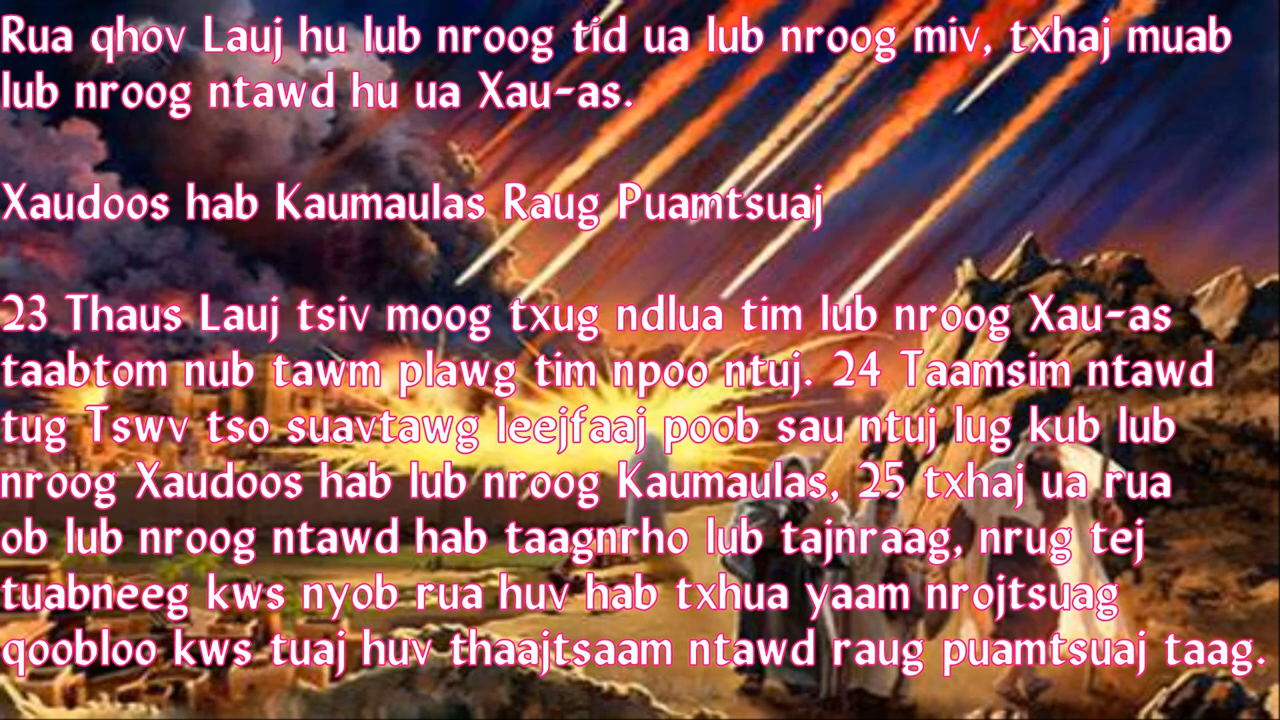 Rua qhov Lauj hu lub nroog tid ua lub nroog miv, txhaj muab
lub nroog ntawd hu ua Xau-as.
Xaudoos hab Kaumaulas Raug Puamtsuaj
23 Thaus Lauj tsiv moog txug ndlua tim lub nroog Xau-as
taabtom nub tawm plawg tim npoo ntuj. 24 Taamsim ntawd
tug Tswv tso suavtawg leejfaaj poob sau ntuj lug kub lub
nroog Xaudoos hab lub nroog Kaumaulas, 25 txhaj ua rua
ob lub nroog ntawd hab taagnrho lub tajnraag, nrug tej
tuabneeg kws nyob rua huv hab txhua yaam nrojtsuag
qoobloo kws tuaj huv thaajtsaam ntawd raug puamtsuaj taag.